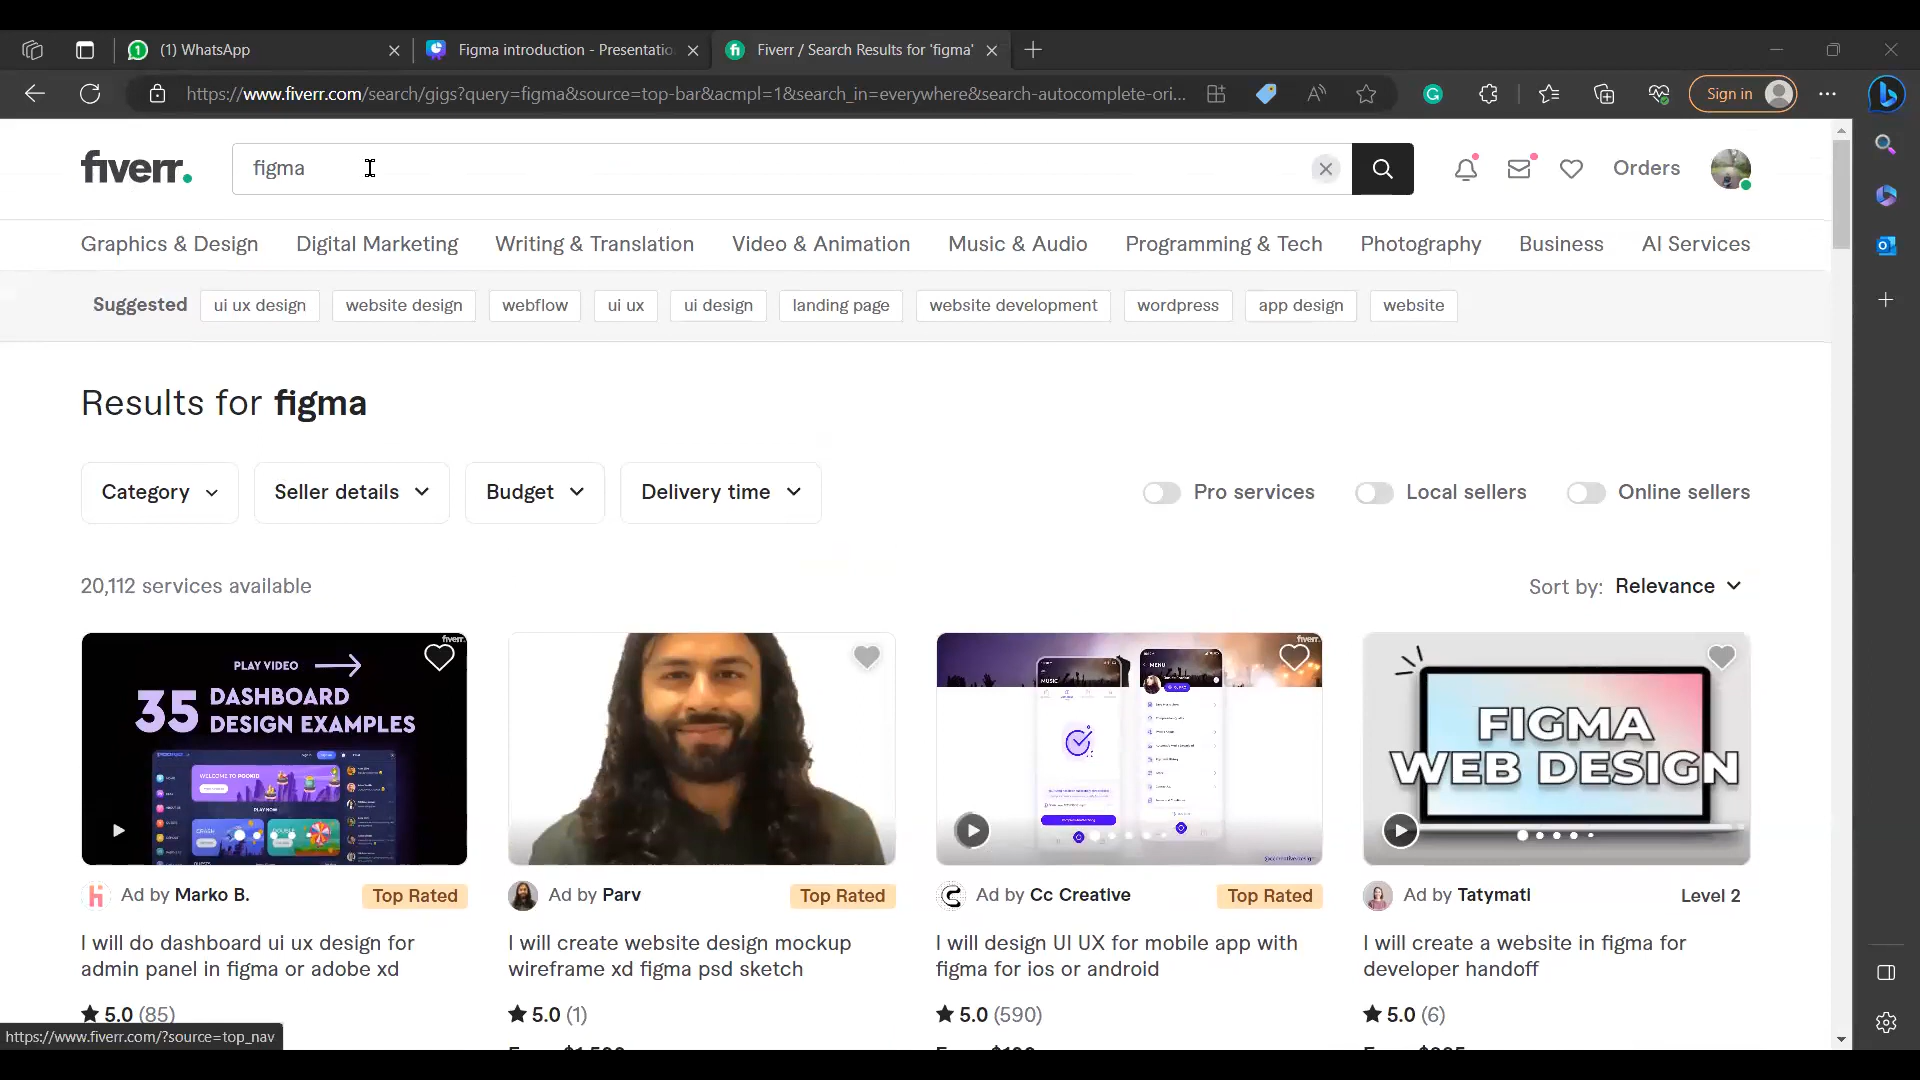 (1) WhatsApp
Figma introduction - Presentatio
Fiverr / Search Results for 'figma'
https://www.fiverr.com/search/gigs?query=figma&source=top-bar&acmpl=1&search_in=everywhere&search-autocomplete-ori...
Sign in
fiverr.
figma
Orders
Graphics & Design
Digital Marketing
Writing & Translation
Video & Animation
Music & Audio
Programming & Tech
Photography
Business
AI Services
Suggested
ui ux design
website design
webflow
ui ux
ui design
landing page
website development
wordpress
app design
website
Results for figma
Category
Seller details
Budget
Delivery time
Pro services
Local sellers
Online sellers
20,112 services available
Sort by: Relevance
fiverr.
PLAY VIDEO
35 DASHBOARD
DESIGN EXAMPLES
WELCOME TO POOKID
PLAY NOW
fiverr.
MUSIC
MENU
FIGMA
WEB DESIGN
Ad by Marko B.
Top Rated
Ad by Parv
Top Rated
Ad by Cc Creative
Top Rated
Ad by Tatymati
Level 2
I will do dashboard ui ux design for
admin panel in figma or adobe xd
I will create website design mockup
wireframe xd figma psd sketch
I will design UI UX for mobile app with
figma for ios or android
I will create a website in figma for
developer handoff
5.0 (85)
5.0 (1)
5.0 (590)
5.0 (6)
https://www.fiverr.com/?source=top_nav